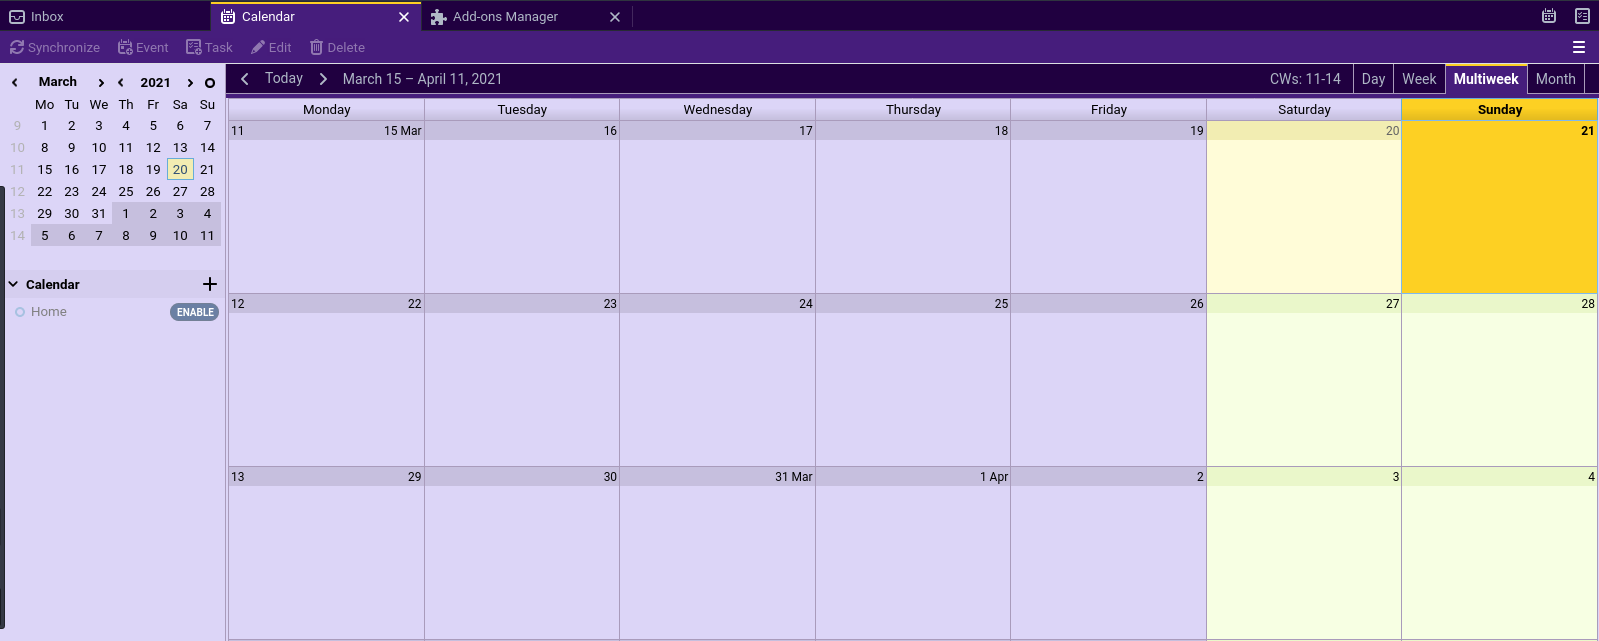 Inbox Calendar Add-ons Manager
Synchronize Event Task Edit Delete
March 2021 Today March 15 – April 11, 2021 CWs: 11-14 Day Week Multiweek Month
Mo Tu We Th Fr Sa Su
9 1 2 3 4 5 6 7
10 8 9 10 11 12 13 14
11 15 16 17 18 19 20 21
12 22 23 24 25 26 27 28
13 29 30 31 1 2 3 4
14 5 6 7 8 9 10 11
Calendar
Home ENABLE
Monday Tuesday Wednesday Thursday Friday Saturday Sunday
11 15 Mar 16 17 18 19 20 21
12 22 23 24 25 26 27 28
13 29 30 31 Mar 1 Apr 2 3 4